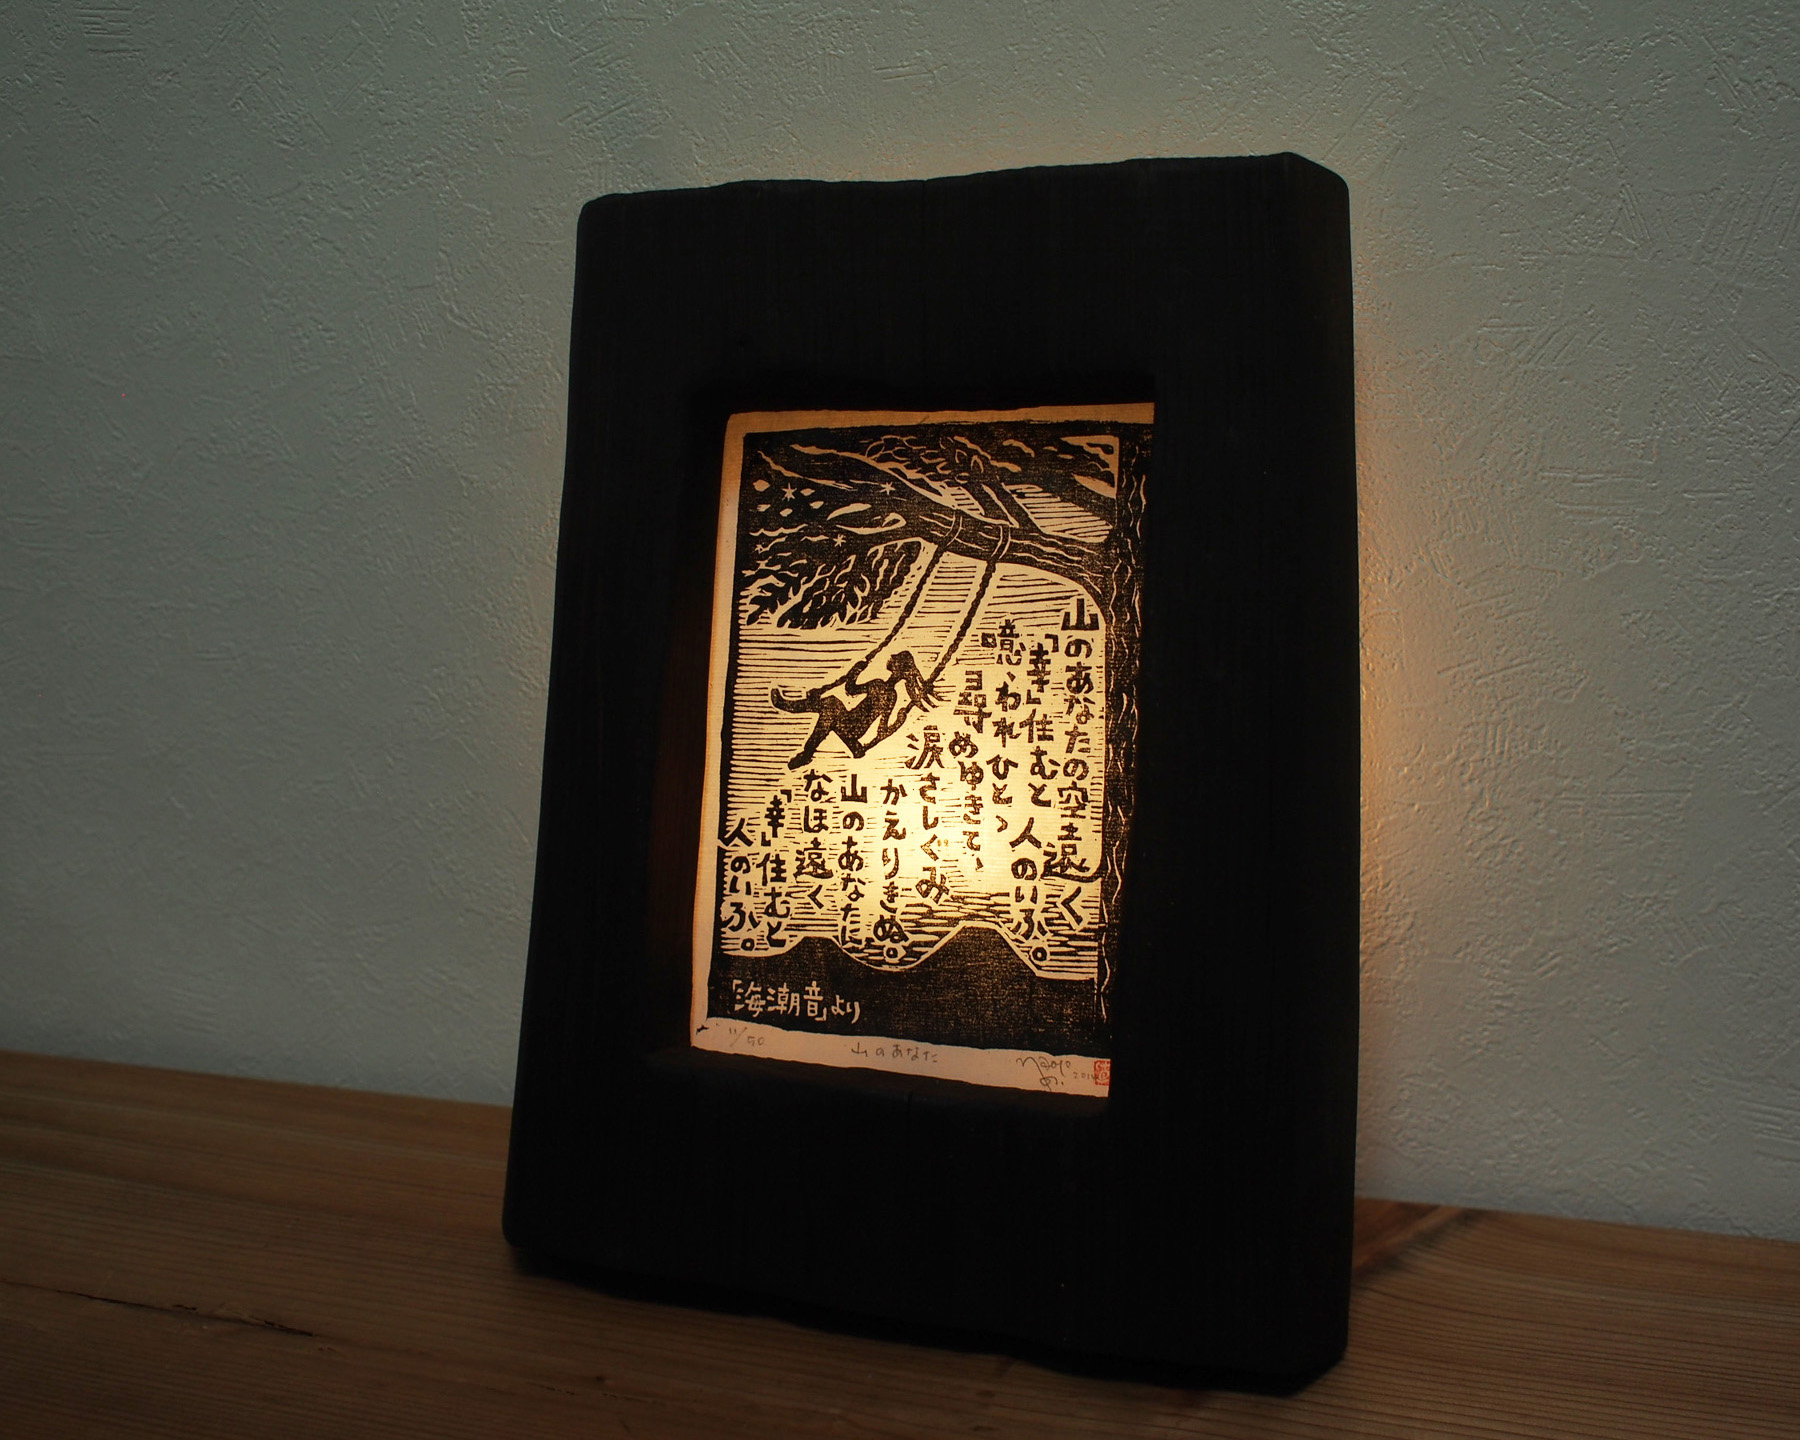 山のあなたの空遠く
「幸」住むと人のいふ。
噫、われひとゝ
尋めゆきて、
涙さしぐみ
かえりきぬ。
山のあなたに
なほ遠く
「幸」住むと
人のいふ。
「海潮音」より
11/50
山のあなた